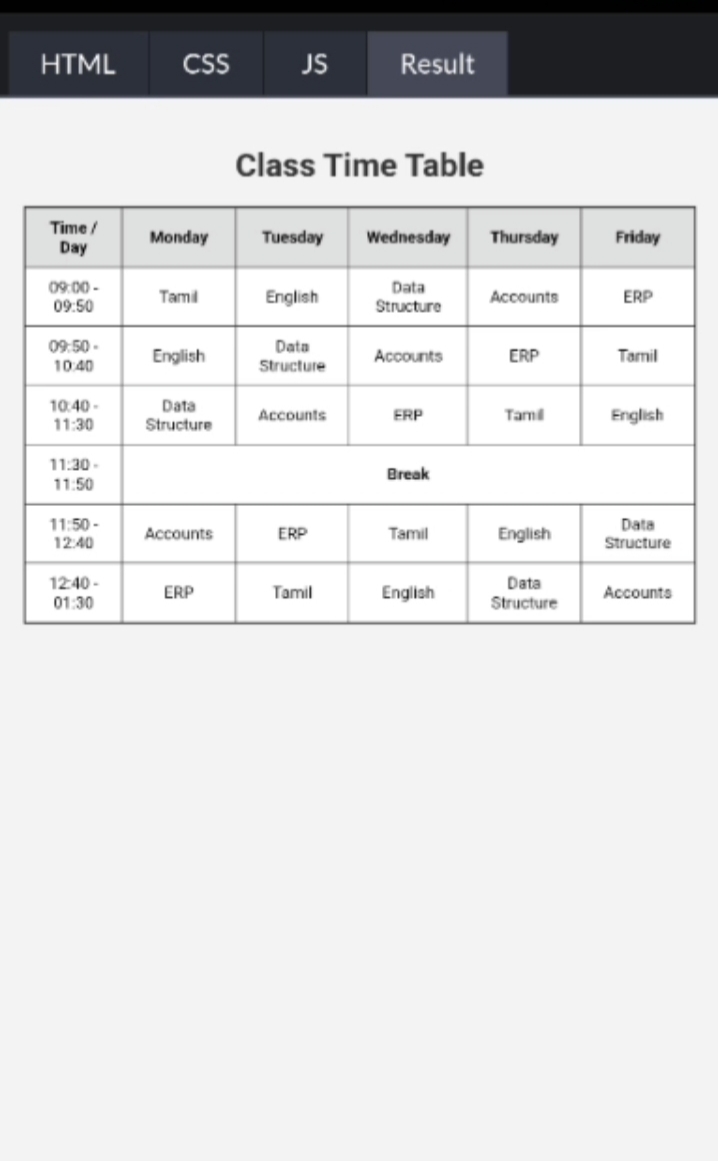 HTML CSS JS Result
Class Time Table
Time / Day Monday Tuesday Wednesday Thursday Friday
09:00 - 09:50 Tamil English Data Structure Accounts ERP
09:50 - 10:40 English Data Structure Accounts ERP Tamil
10:40 - 11:30 Data Structure Accounts ERP Tamil English
11:30 - 11:50 Break
11:50 - 12:40 Accounts ERP Tamil English Data Structure
12:40 - 01:30 ERP Tamil English Data Structure Accounts